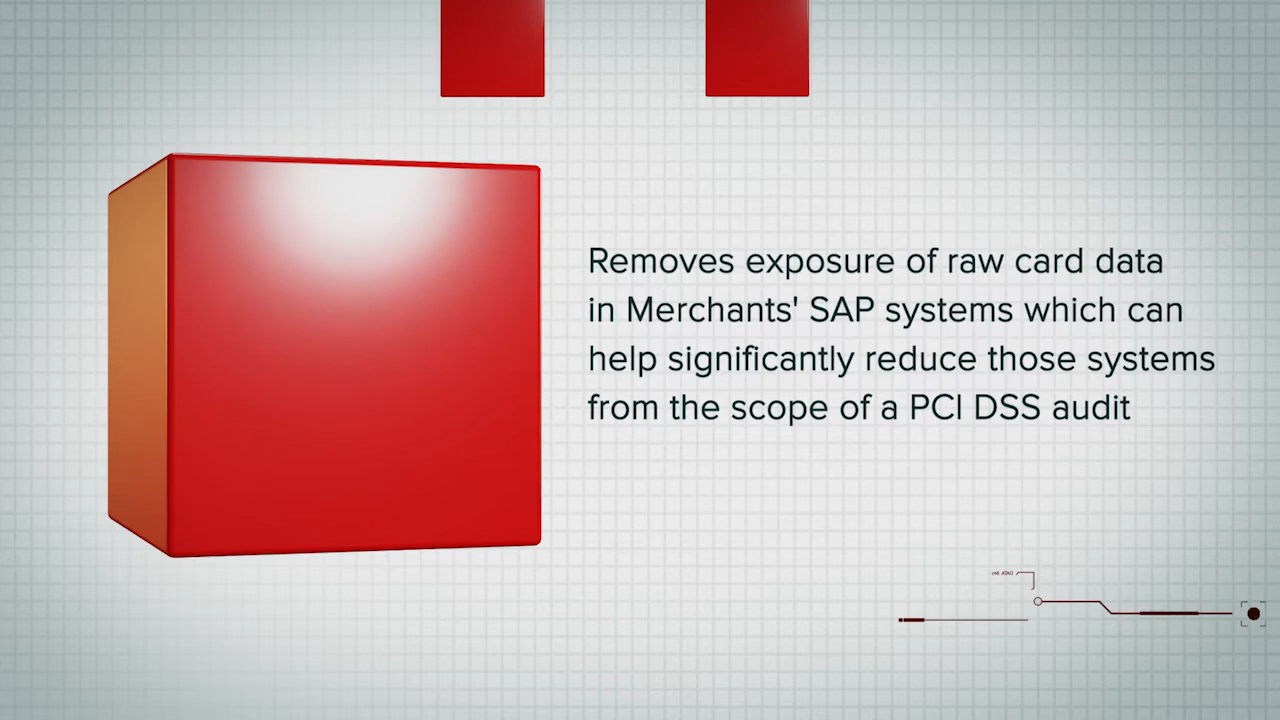 Removes exposure of raw card data
in Merchants' SAP systems which can
help significantly reduce those systems
from the scope of a PCI DSS audit